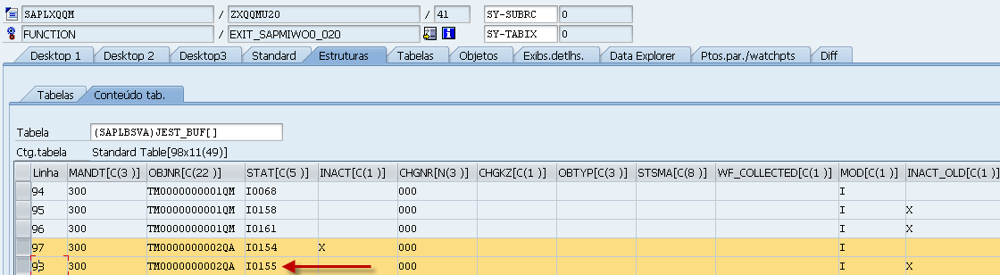 SAPLXQQM / ZXQQMU20 / 41 SY-SUBRC 0
FUNCTION / EXIT_SAPMIWO0_020 SY-TABIX 0
Desktop 1 Desktop 2 Desktop3 Standard Estruturas Tabelas Objetos Exibs.detlhs. Data Explorer Ptos.par./watchpts Diff
Tabelas Conteúdo tab.
Tabela (SAPLBSVA)JEST_BUF[]
Ctg.tabela Standard Table[98x11(49)]
Linha MANDT[C(3 )] OBJNR[C(22 )] STAT[C(5 )] INACT[C(1 )] CHGNR[N(3 )] CHGKZ[C(1 )] OBTYP[C(3 )] STSMA[C(8 )] WF_COLLECTED[C(1 )] MOD[C(1 )] INACT_OLD[C(1 )]
94 300 TM0000000001QM I0068 000 I
95 300 TM0000000001QM I0158 000 I X
96 300 TM0000000001QM I0161 000 I X
97 300 TM0000000002QA I0154 X 000 I
98 300 TM0000000002QA I0155 000 I X